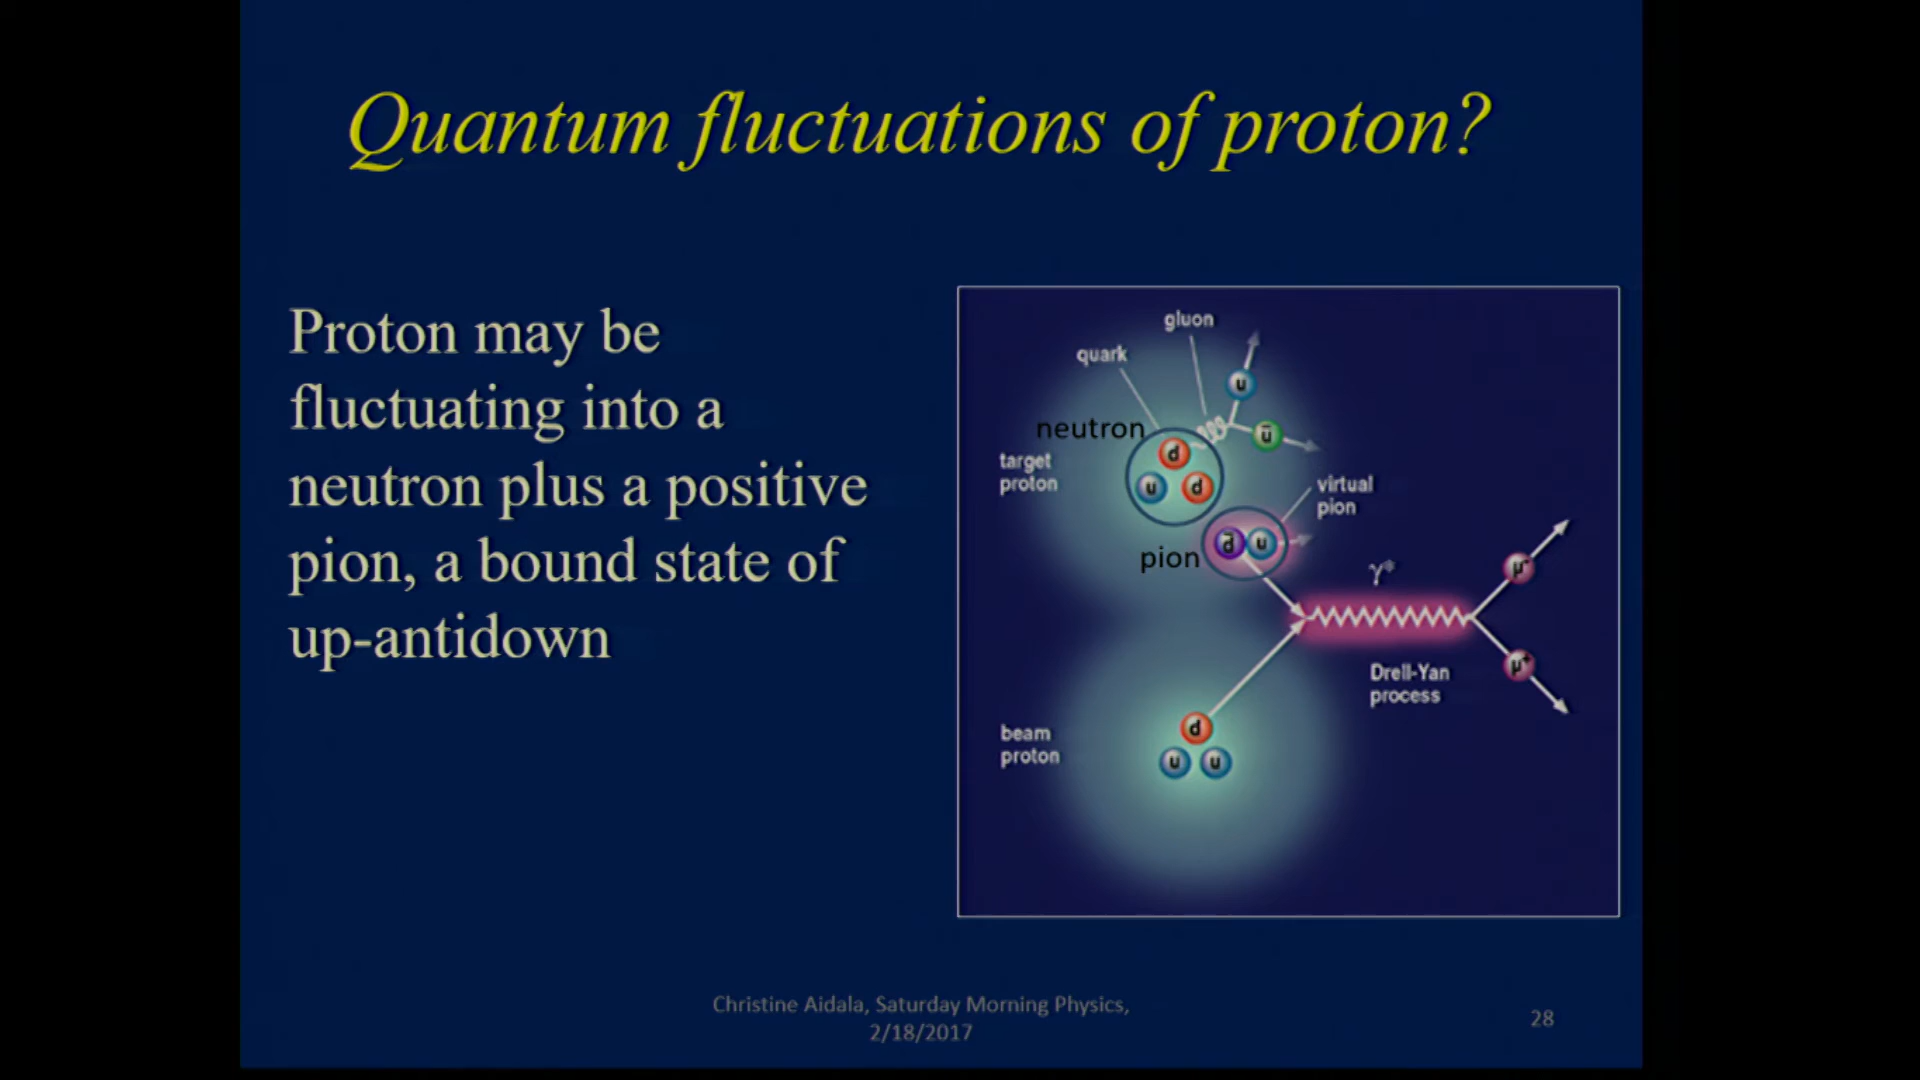 Quantum fluctuations of proton?
Proton may be
fluctuating into a
neutron plus a positive
pion, a bound state of
up-antidown
gluon
quark
u
neutron
ū
d
target
proton
u d
virtual
pion
d̄ u
pion
γ*
μ⁻
μ⁺
Drell-Yan
process
beam
proton
d
u u
Christine Aidala, Saturday Morning Physics,
2/18/2017
28